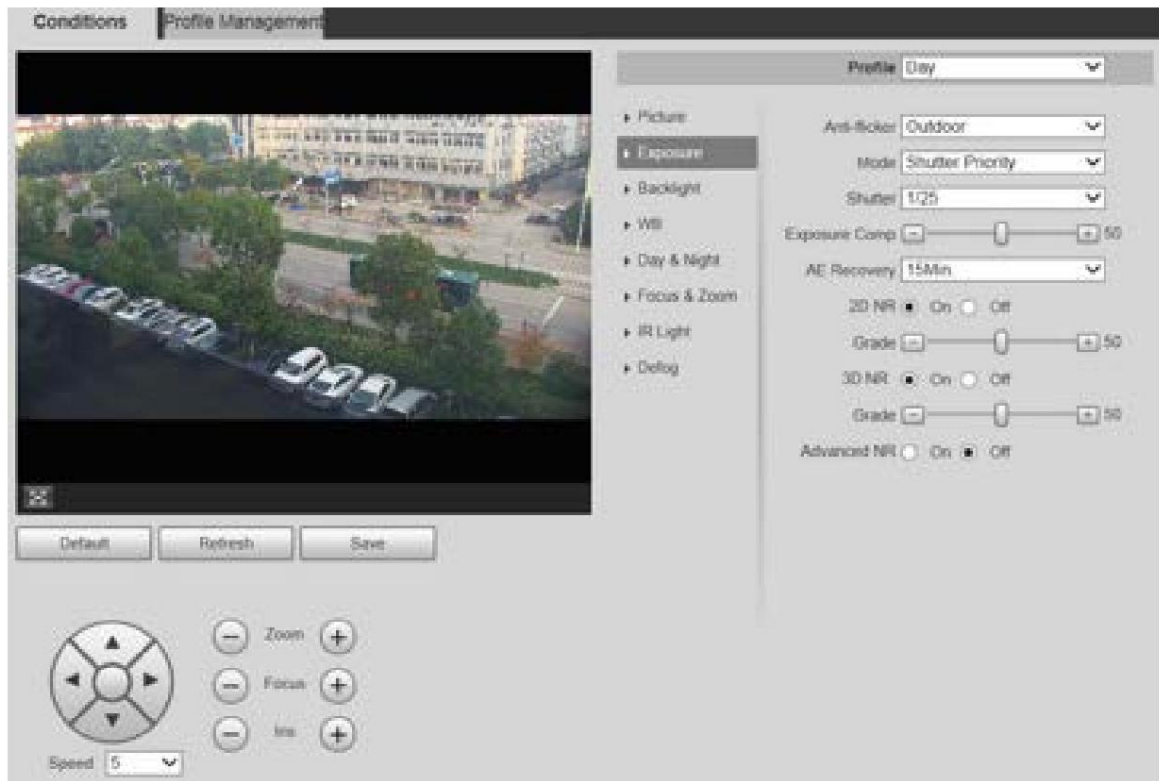 Conditions Profile Management
Profile Day
Picture
Exposure
Backlight
WB
Day & Night
Focus & Zoom
IR Light
Defog
Anti-flicker Outdoor
Mode Shutter Priority
Shutter 1/25
Exposure Comp - + 50
AE Recovery 15Min
2D NR On Off
Grade - + 50
3D NR On Off
Grade - + 50
Advanced NR On Off
Default Refresh Save
- Zoom +
- Focus +
- Iris +
Speed 5